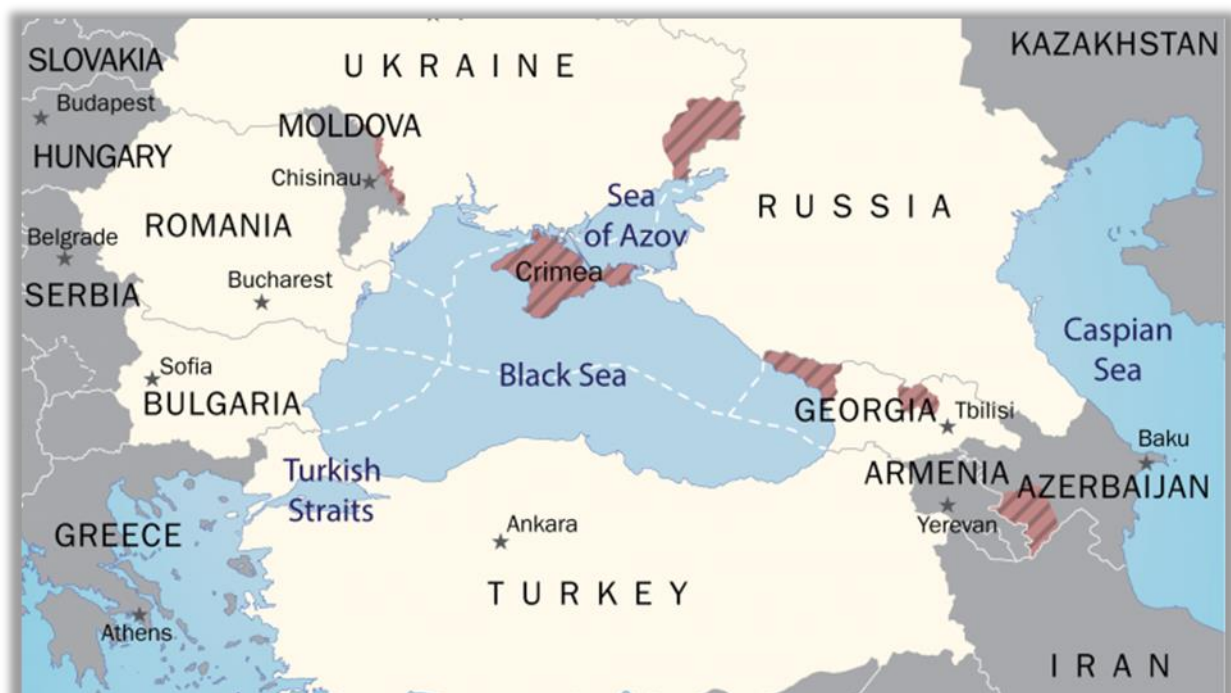 SLOVAKIA
UKRAINE
KAZAKHSTAN
Budapest
MOLDOVA
HUNGARY
Chisinau
Sea
of Azov
RUSSIA
ROMANIA
Belgrade
Crimea
Bucharest
SERBIA
Caspian
Sea
Sofia
Black Sea
BULGARIA
GEORGIA
Tbilisi
Baku
Turkish
Straits
ARMENIA
AZERBAIJAN
Yerevan
GREECE
Ankara
TURKEY
Athens
IRAN